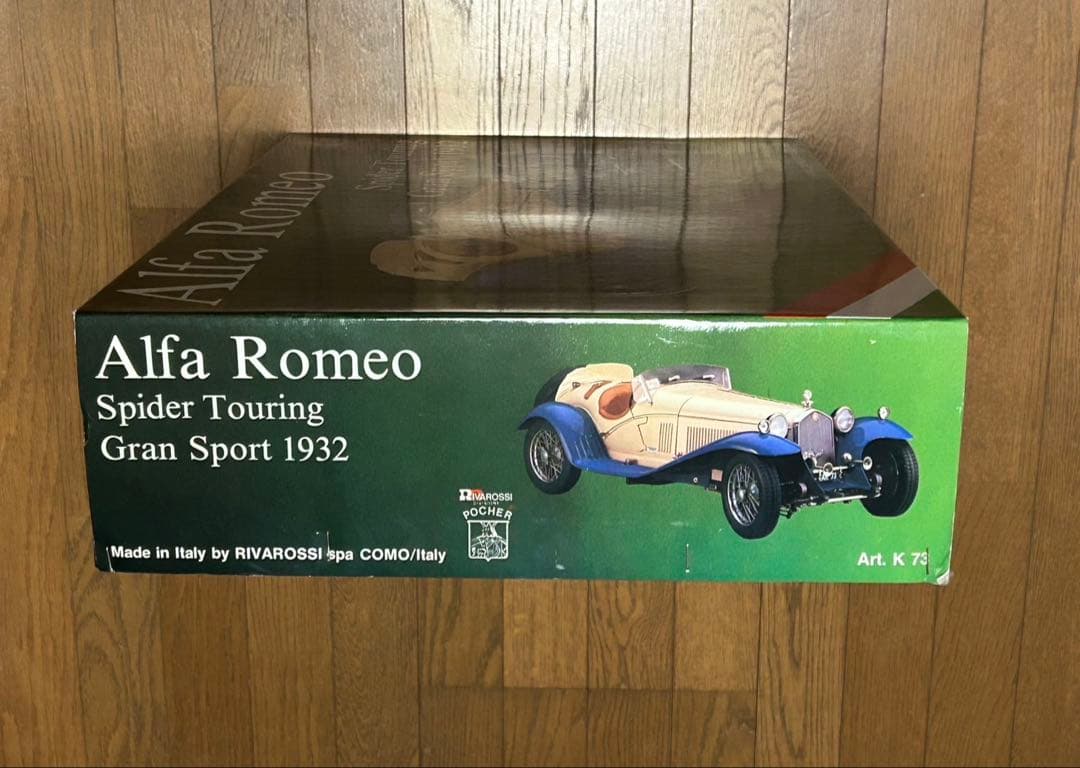 Alfa Romeo
Alfa Romeo
Spider Touring
Gran Sport 1932
RIVAROSSI
POCHER
Made in Italy by RIVAROSSI spa COMO/Italy
Art. K 73